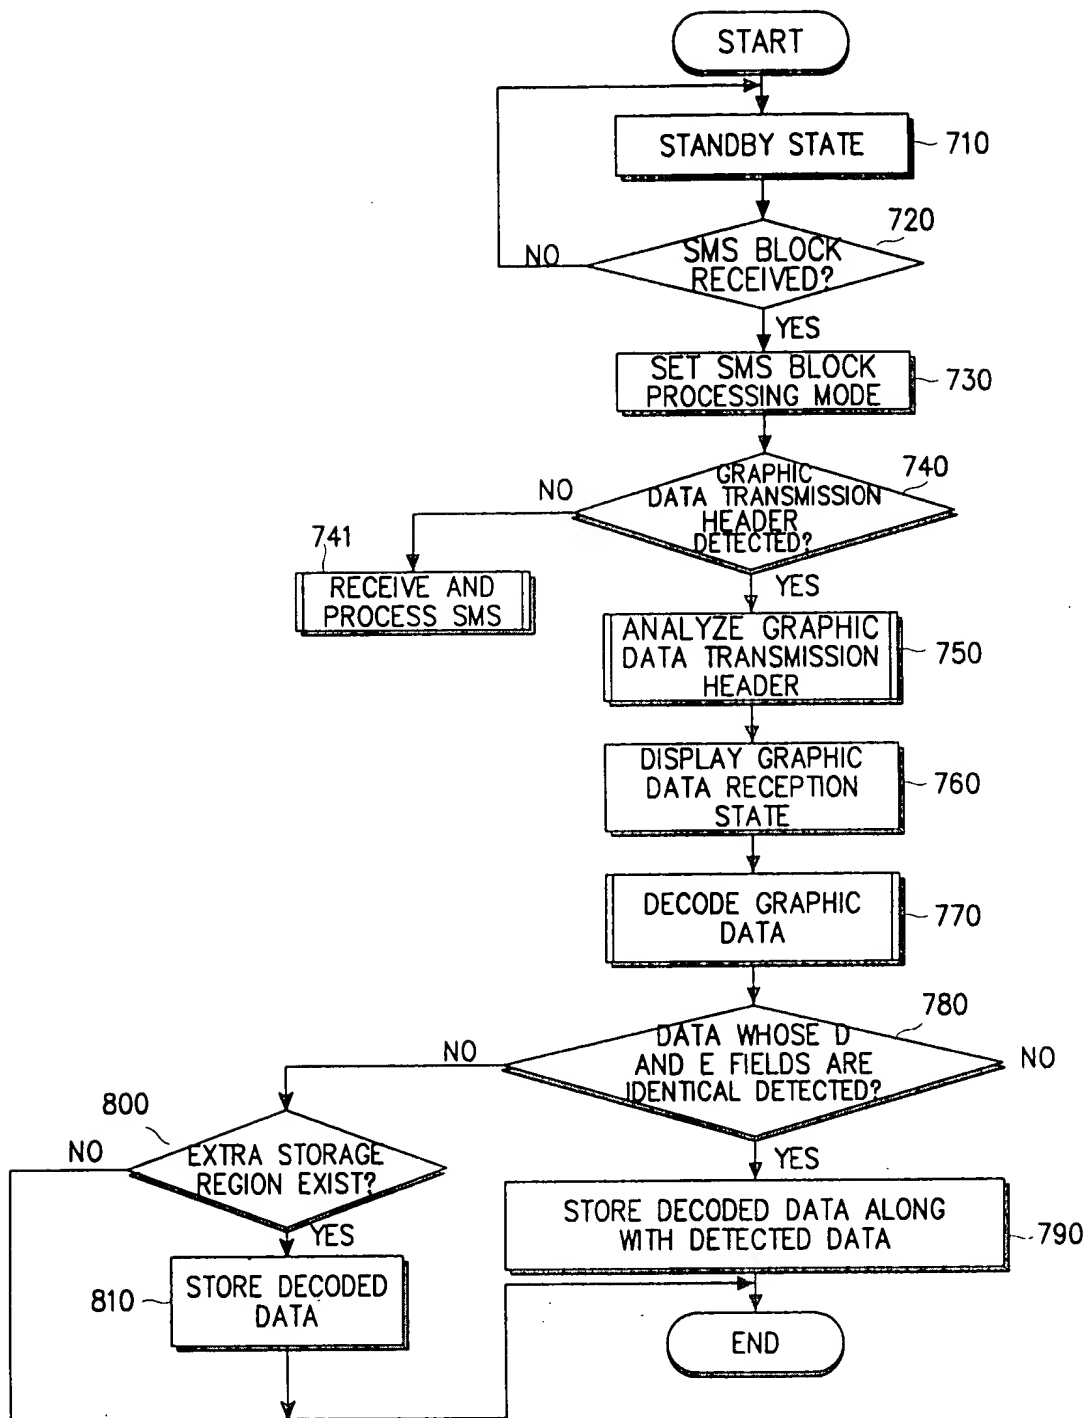 START
STANDBY STATE
710
720
SMS BLOCK
RECEIVED?
NO
YES
SET SMS BLOCK
PROCESSING MODE
730
740
GRAPHIC
DATA TRANSMISSION
HEADER
DETECTED?
NO
YES
741
RECEIVE AND
PROCESS SMS
ANALYZE GRAPHIC
DATA TRANSMISSION
HEADER
750
DISPLAY GRAPHIC
DATA RECEPTION
STATE
760
DECODE GRAPHIC
DATA
770
780
DATA WHOSE D
AND E FIELDS ARE
IDENTICAL DETECTED?
NO
NO
YES
800
EXTRA STORAGE
REGION EXIST?
NO
YES
STORE DECODED DATA ALONG
WITH DETECTED DATA
790
810
STORE DECODED
DATA
END